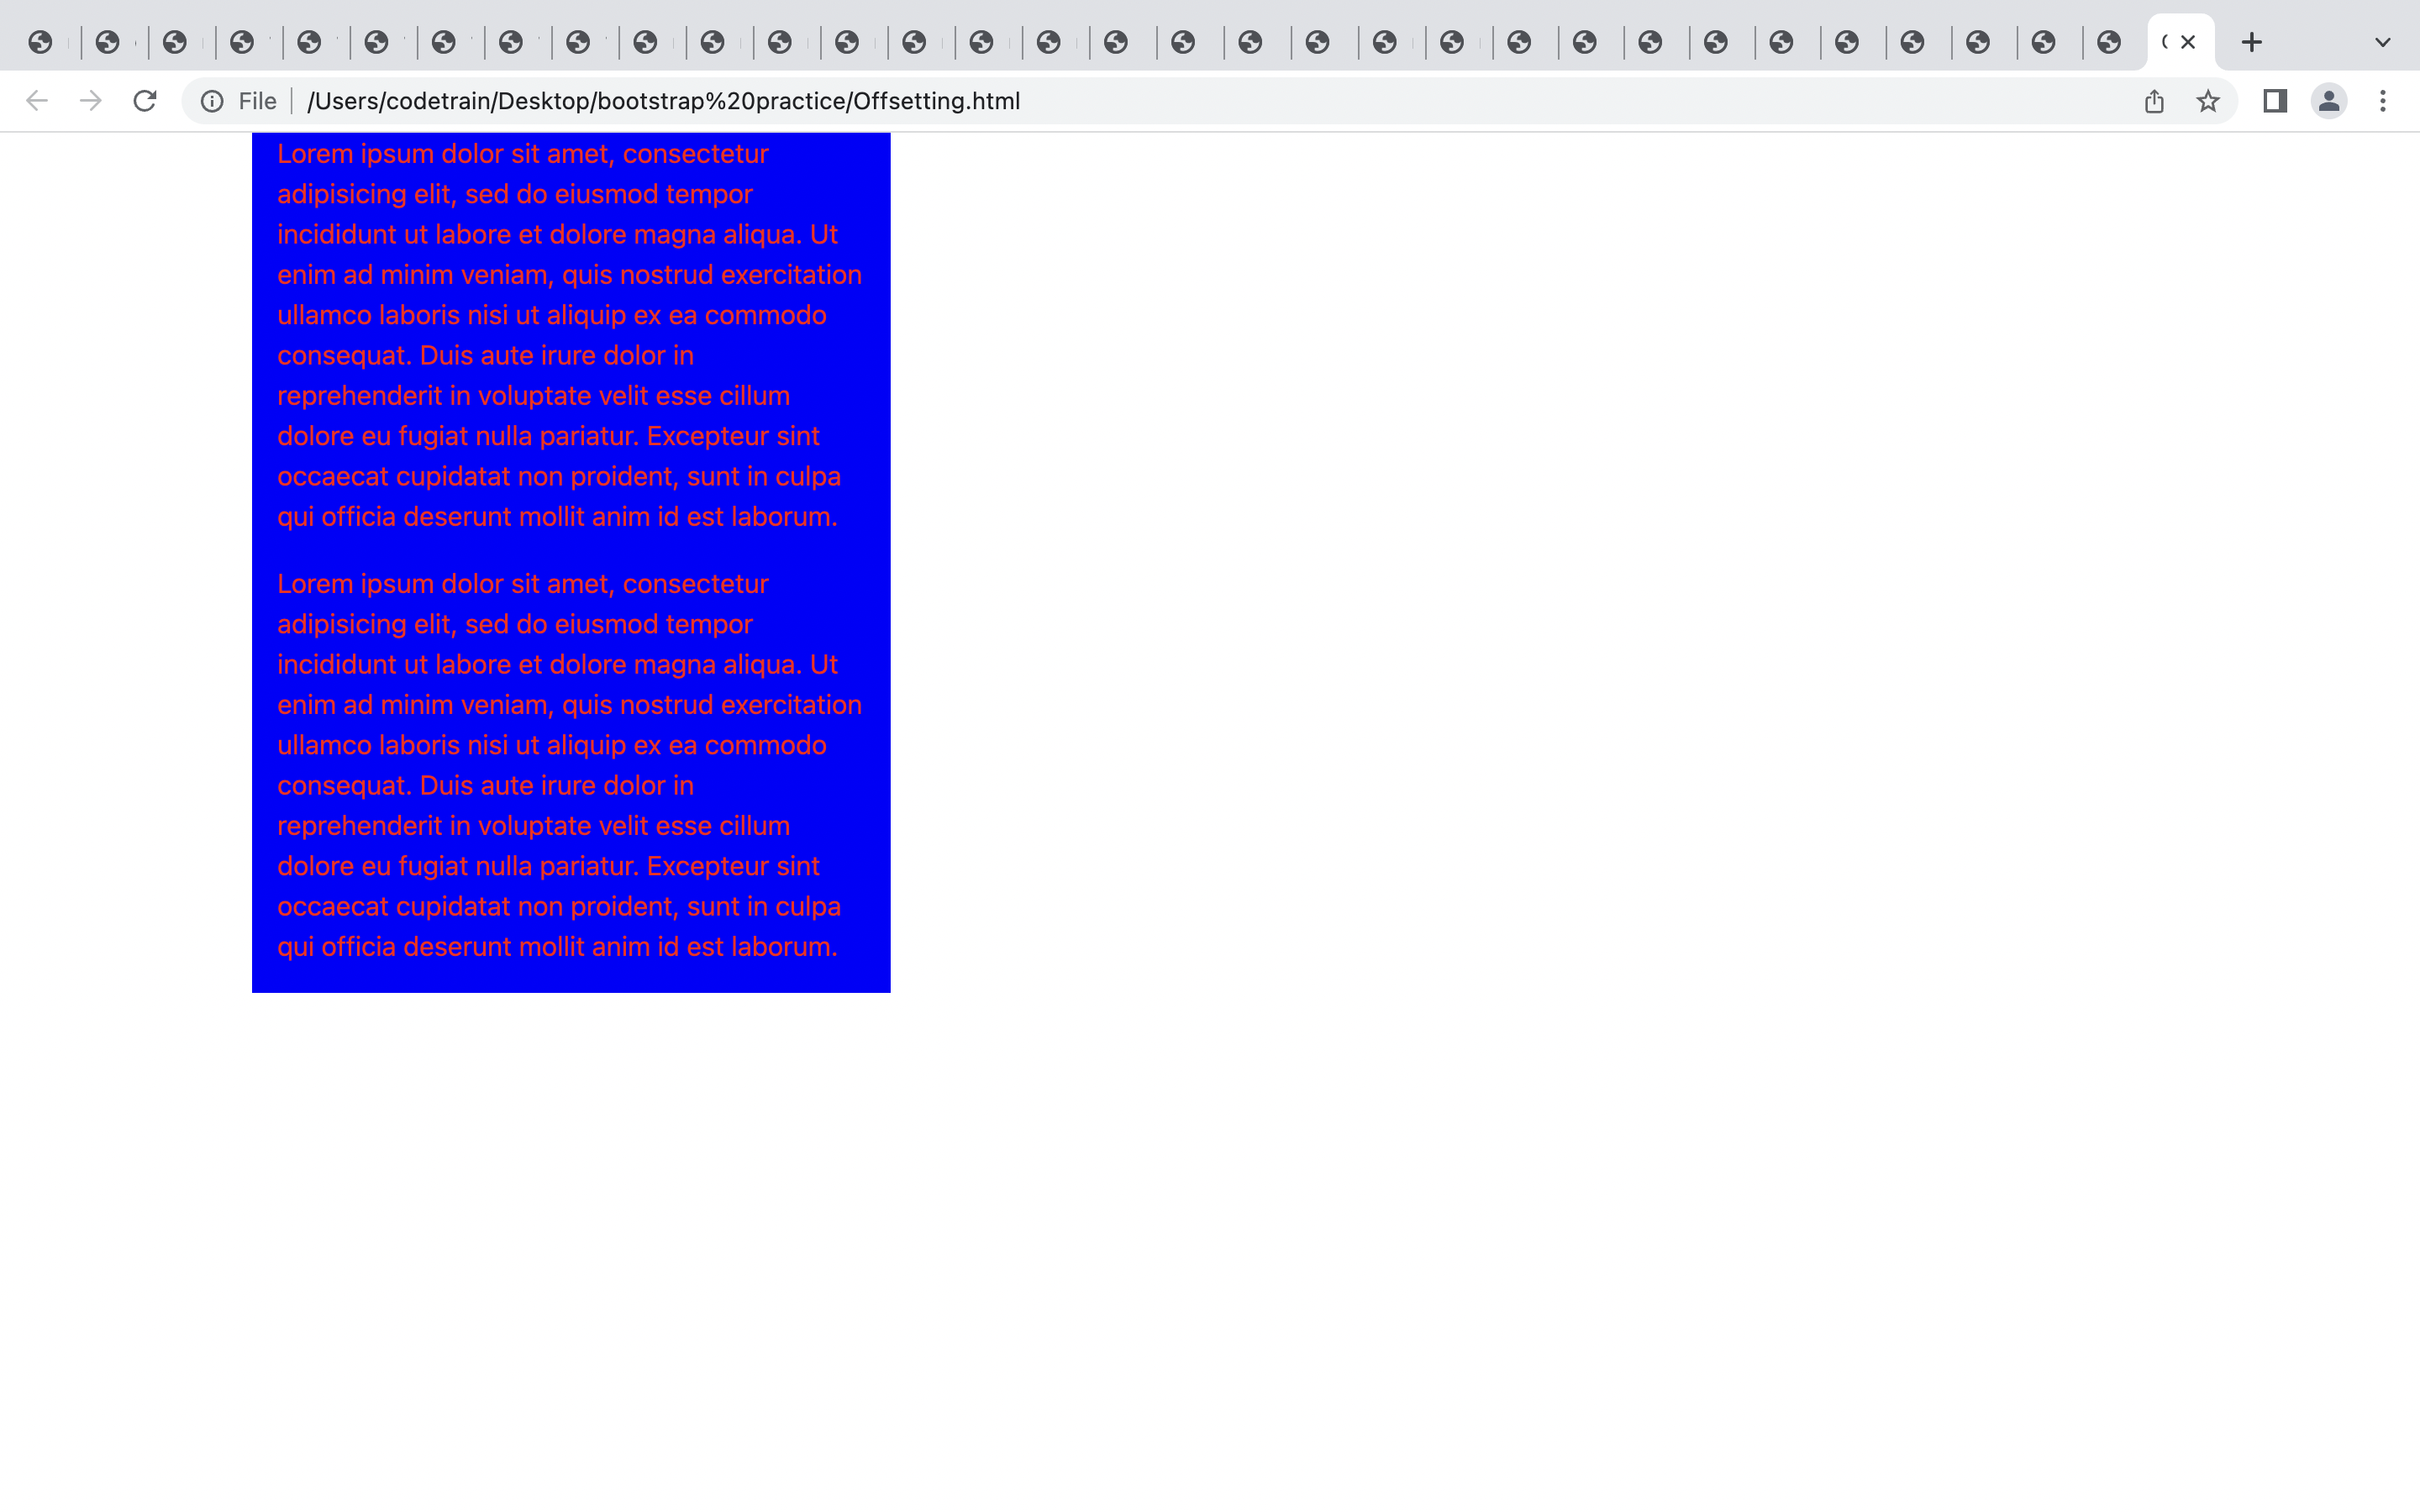 File
/Users/codetrain/Desktop/bootstrap%20practice/Offsetting.html
Lorem ipsum dolor sit amet, consectetur
adipisicing elit, sed do eiusmod tempor
incididunt ut labore et dolore magna aliqua. Ut
enim ad minim veniam, quis nostrud exercitation
ullamco laboris nisi ut aliquip ex ea commodo
consequat. Duis aute irure dolor in
reprehenderit in voluptate velit esse cillum
dolore eu fugiat nulla pariatur. Excepteur sint
occaecat cupidatat non proident, sunt in culpa
qui officia deserunt mollit anim id est laborum.
Lorem ipsum dolor sit amet, consectetur
adipisicing elit, sed do eiusmod tempor
incididunt ut labore et dolore magna aliqua. Ut
enim ad minim veniam, quis nostrud exercitation
ullamco laboris nisi ut aliquip ex ea commodo
consequat. Duis aute irure dolor in
reprehenderit in voluptate velit esse cillum
dolore eu fugiat nulla pariatur. Excepteur sint
occaecat cupidatat non proident, sunt in culpa
qui officia deserunt mollit anim id est laborum.